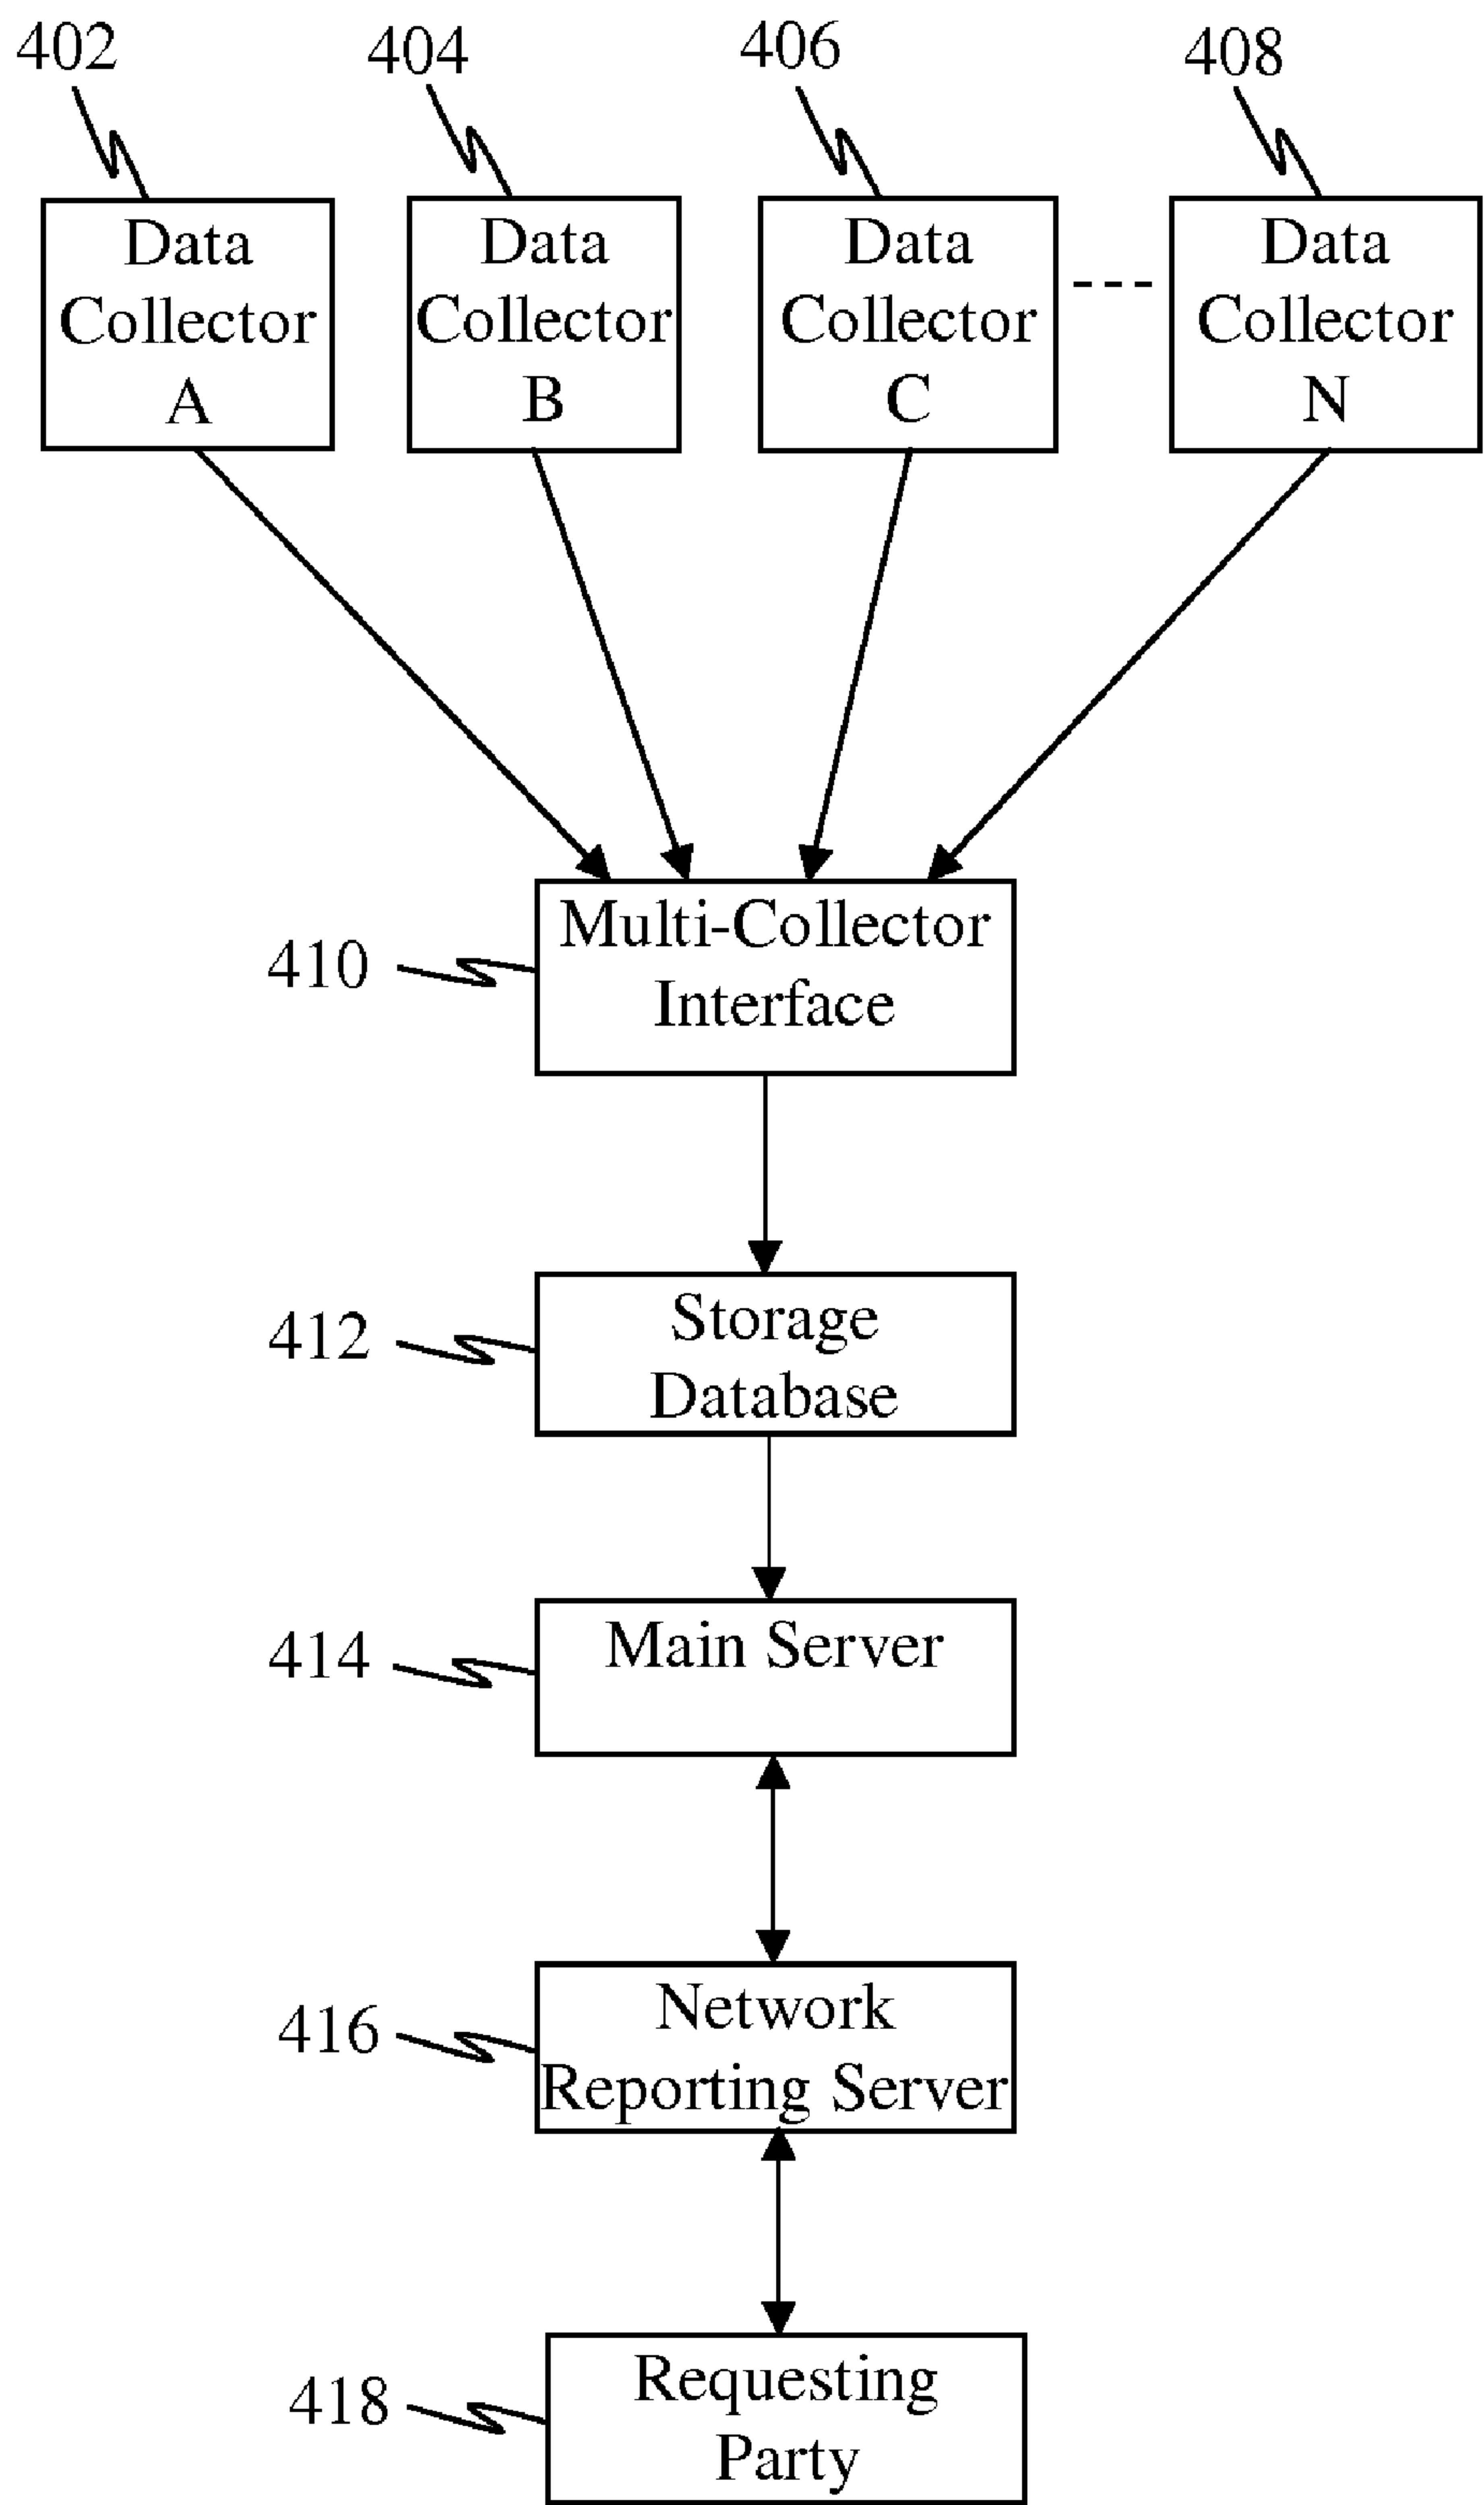 402
404
406
408
Data
Collector
A
Data
Collector
B
Data
Collector
C
Data
Collector
N
410
Multi-Collector
Interface
412
Storage
Database
414
Main Server
416
Network
Reporting Server
418
Requesting
Party